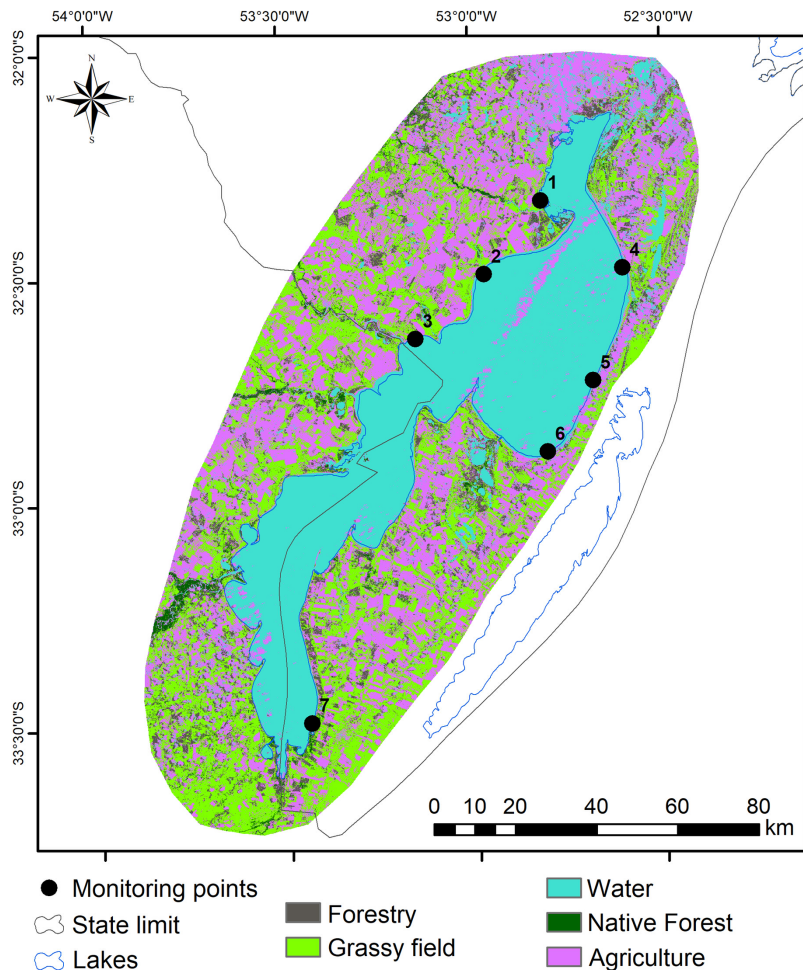 54°0'0"W 53°30'0"W 53°0'0"W 52°30'0"W
32°0'0"S
32°30'0"S
33°0'0"S
33°30'0"S
N
W E
S
1
2
3
4
5
6
7
0 10 20 40 60 80
km
Monitoring points
State limit
Lakes
Forestry
Grassy field
Water
Native Forest
Agriculture